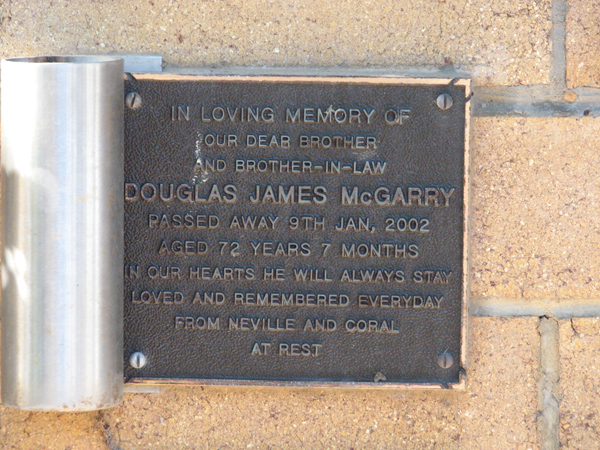 IN LOVING MEMORY OF
OUR DEAR BROTHER
AND BROTHER-IN-LAW
DOUGLAS JAMES McGARRY
PASSED AWAY 9TH JAN, 2002
AGED 72 YEARS 7 MONTHS
IN OUR HEARTS HE WILL ALWAYS STAY
LOVED AND REMEMBERED EVERYDAY
FROM NEVILLE AND CORAL
AT REST